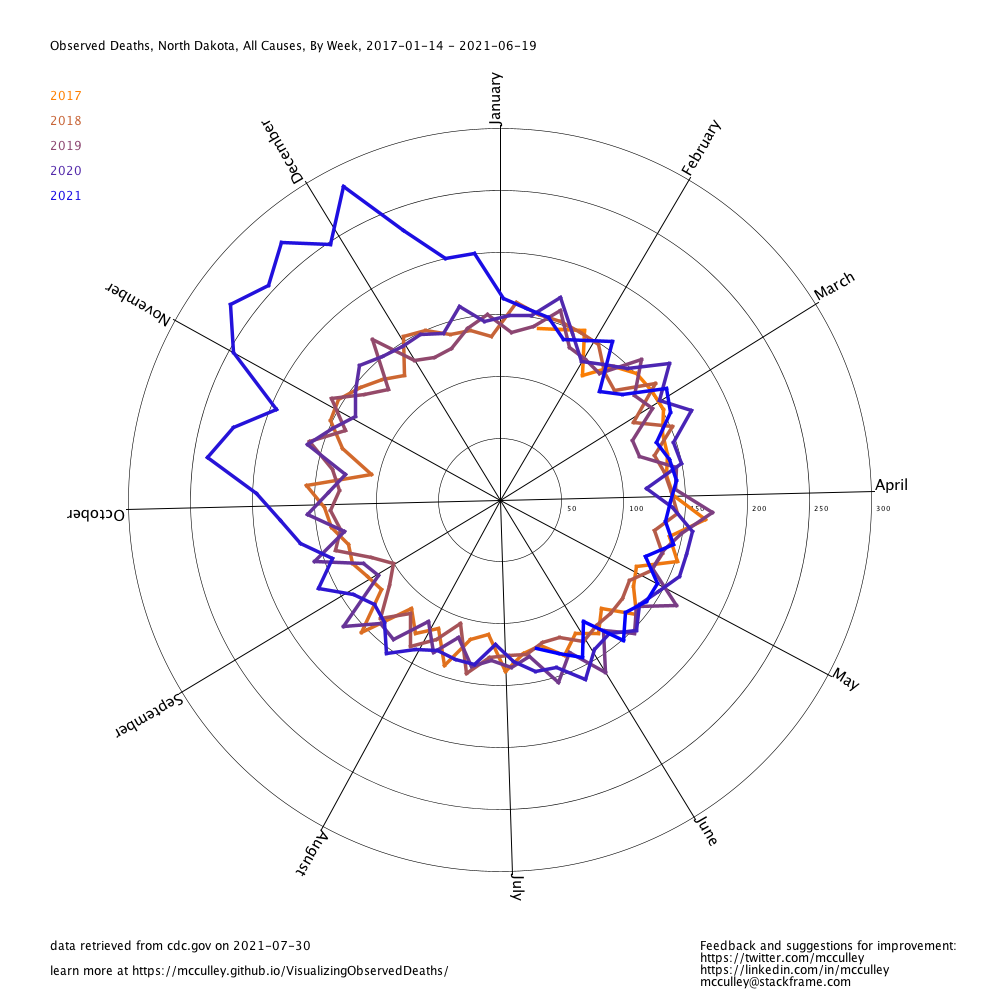 Observed Deaths, North Dakota, All Causes, By Week, 2017-01-14 - 2021-06-19
2017
2018
2019
2020
2021
January
February
March
April
May
June
July
August
September
October
November
December
50
100
150
200
250
300
data retrieved from cdc.gov on 2021-07-30
learn more at https://mcculley.github.io/VisualizingObservedDeaths/
Feedback and suggestions for improvement:
https://twitter.com/mcculley
https://linkedin.com/in/mcculley
mcculley@stackframe.com